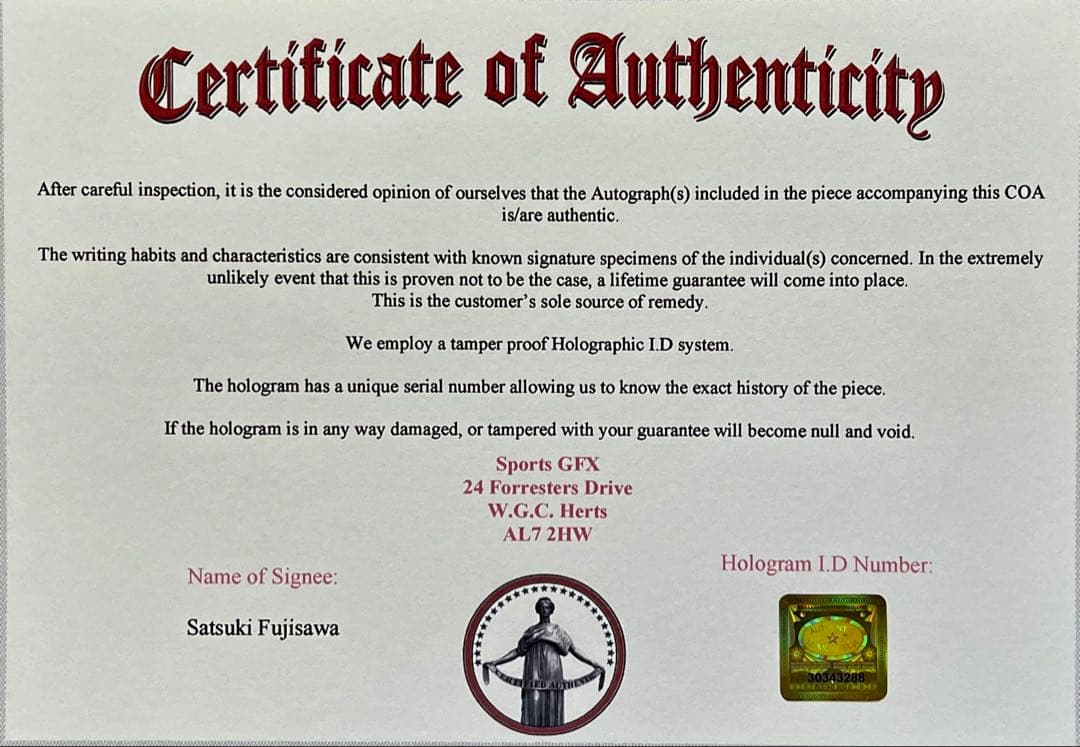 Certificate of Authenticity
After careful inspection, it is the considered opinion of ourselves that the Autograph(s) included in the piece accompanying this COA
is/are authentic.
The writing habits and characteristics are consistent with known signature specimens of the individual(s) concerned. In the extremely
unlikely event that this is proven not to be the case, a lifetime guarantee will come into place.
This is the customer's sole source of remedy.
We employ a tamper proof Holographic I.D system.
The hologram has a unique serial number allowing us to know the exact history of the piece.
If the hologram is in any way damaged, or tampered with your guarantee will become null and void.
Sports GFX
24 Forresters Drive
W.G.C. Herts
AL7 2HW
Name of Signee:
Satsuki Fujisawa
Hologram I.D Number:
30343288